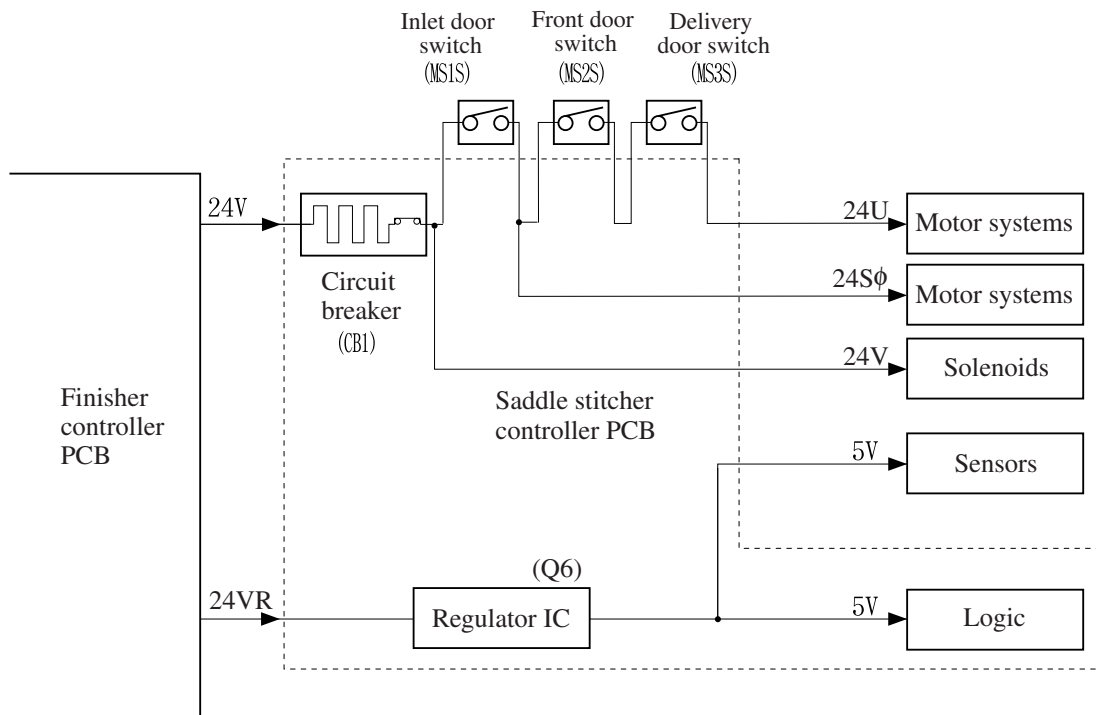 Inlet door
switch
(MS1S)
Front door
switch
(MS2S)
Delivery
door switch
(MS3S)
24V
Circuit
breaker
(CB1)
24U
Motor systems
24Sϕ
Motor systems
24V
Solenoids
Saddle stitcher
controller PCB
Finisher
controller
PCB
5V
Sensors
(Q6)
24VR
Regulator IC
5V
Logic